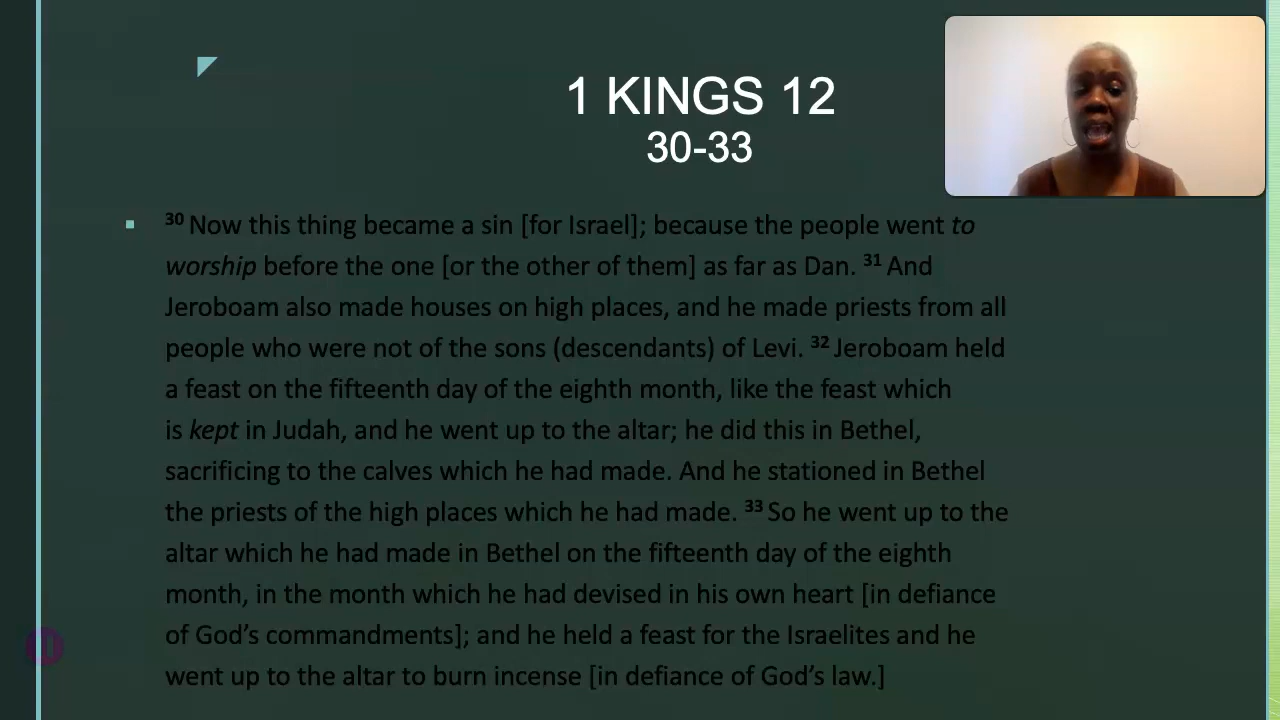 1 KINGS 12
30-33
30 Now this thing became a sin [for Israel]; because the people went to
worship before the one [or the other of them] as far as Dan. 31 And
Jeroboam also made houses on high places, and he made priests from all
people who were not of the sons (descendants) of Levi. 32 Jeroboam held
a feast on the fifteenth day of the eighth month, like the feast which
is kept in Judah, and he went up to the altar; he did this in Bethel,
sacrificing to the calves which he had made. And he stationed in Bethel
the priests of the high places which he had made. 33 So he went up to the
altar which he had made in Bethel on the fifteenth day of the eighth
month, in the month which he had devised in his own heart [in defiance
of God’s commandments]; and he held a feast for the Israelites and he
went up to the altar to burn incense [in defiance of God’s law.]